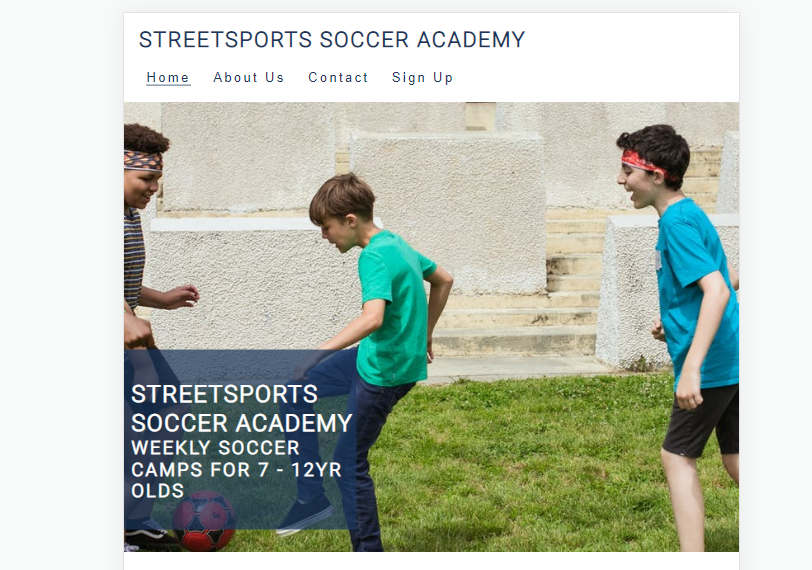 STREETSPORTS SOCCER ACADEMY
Home About Us Contact Sign Up
STREETSPORTS
SOCCER ACADEMY
WEEKLY SOCCER
CAMPS FOR 7 - 12YR
OLDS